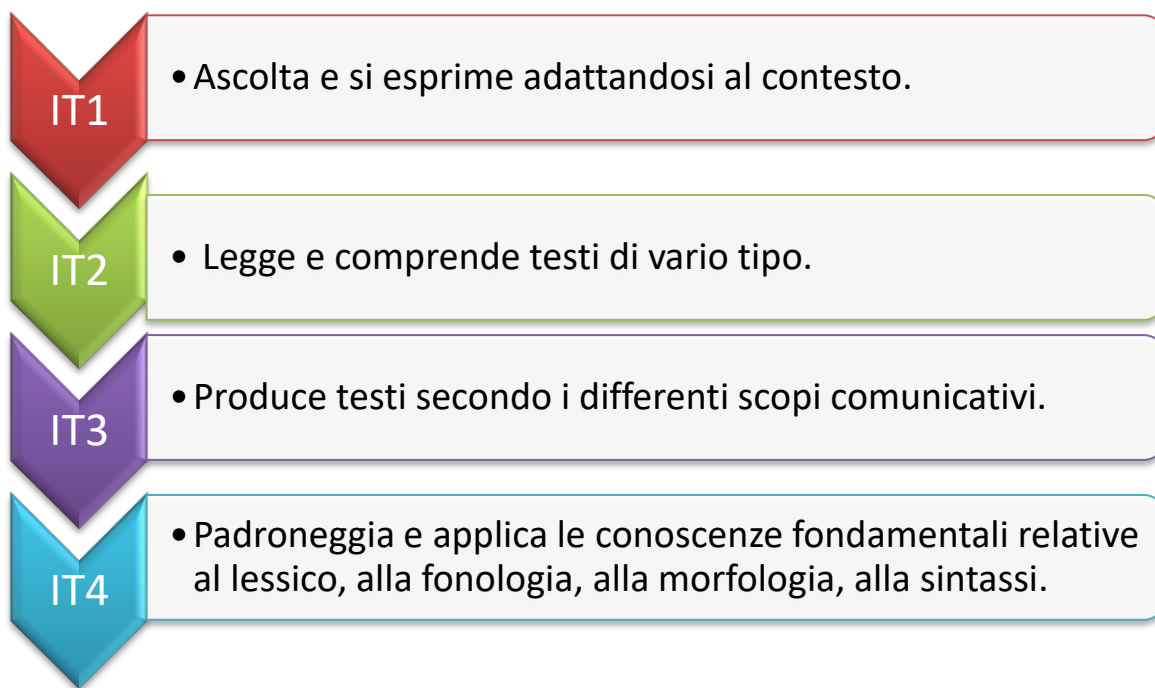 IT1
• Ascolta e si esprime adattandosi al contesto.
IT2
• Legge e comprende testi di vario tipo.
IT3
• Produce testi secondo i differenti scopi comunicativi.
IT4
• Padroneggia e applica le conoscenze fondamentali relative
al lessico, alla fonologia, alla morfologia, alla sintassi.